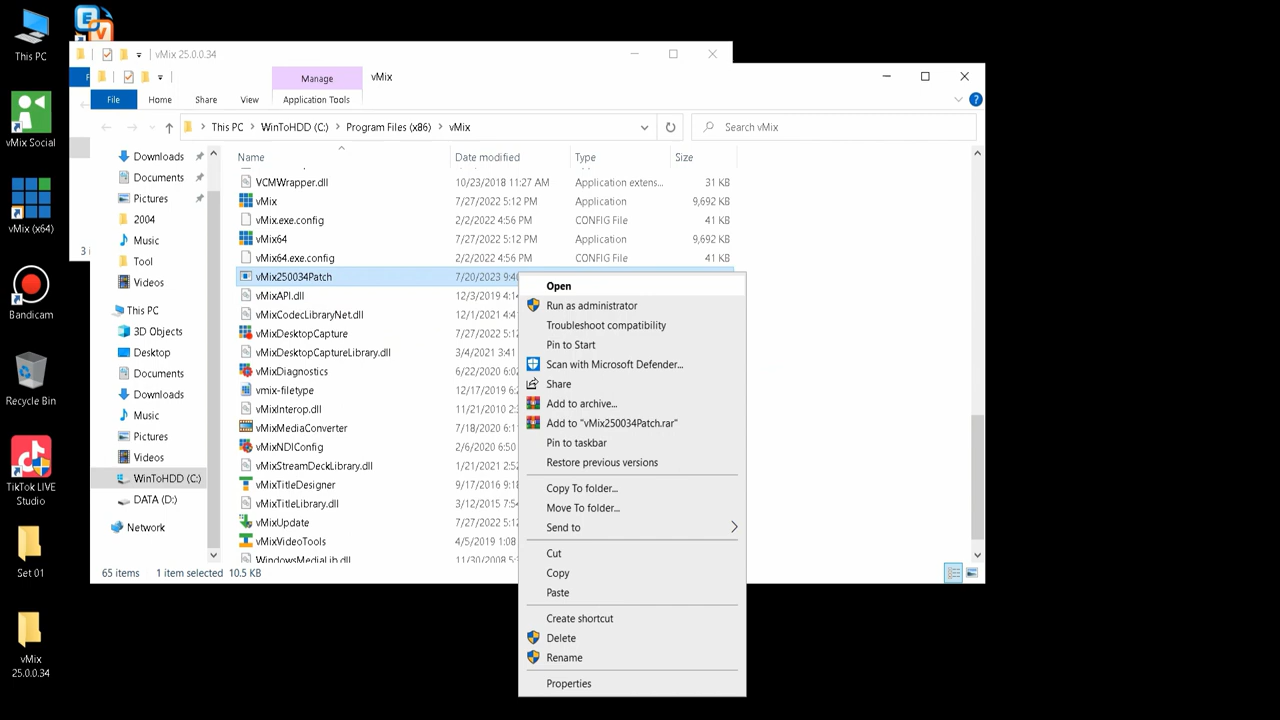 This PC
vMix Social
vMix (x64)
Bandicam
Recycle Bin
TikTok LIVE
Studio
Set 01
vMix
25.0.0.34
vMix 25.0.0.34
Manage
vMix
File
Home
Share
View
Application Tools
This PC
WinToHDD (C:)
Program Files (x86)
vMix
Search vMix
Downloads
Documents
Pictures
2004
Music
Tool
Videos
This PC
3D Objects
Desktop
Documents
Downloads
Music
Pictures
Videos
WinToHDD (C:)
DATA (D:)
Network
Name Date modified Type Size
VCMWrapper.dll 10/23/2018 11:27 AM Application extens... 31 KB
vMix 7/27/2022 5:12 PM Application 9,692 KB
vMix.exe.config 2/2/2022 4:56 PM CONFIG File 41 KB
vMix64 7/27/2022 5:12 PM Application 9,692 KB
vMix64.exe.config 2/2/2022 4:56 PM CONFIG File 41 KB
vMix250034Patch 7/20/2023 9:4
vMixAPI.dll 12/3/2019 4:14
vMixCodecLibraryNet.dll 12/1/2021 4:4
vMixDesktopCapture 7/27/2022 5:1
vMixDesktopCaptureLibrary.dll 3/4/2021 3:41
vMixDiagnostics 6/22/2020 6:0
vmix-filetype 12/17/2019 6:
vMixInterop.dll 11/21/2010 2:
vMixMediaConverter 7/18/2020 6:1
vMixNDIConfig 2/6/2020 6:50
vMixStreamDeckLibrary.dll 1/21/2021 2:5
vMixTitleDesigner 9/17/2016 9:18
vMixTitleLibrary.dll 3/12/2015 7:5
vMixUpdate 7/27/2022 5:1
vMixVideoTools 4/5/2019 1:08
WindowsMediaLib.dll 11/30/2008 5:
65 items 1 item selected 10.5 KB
Open
Run as administrator
Troubleshoot compatibility
Pin to Start
Scan with Microsoft Defender...
Share
Add to archive...
Add to "vMix250034Patch.rar"
Pin to taskbar
Restore previous versions
Copy To folder...
Move To folder...
Send to
Cut
Copy
Paste
Create shortcut
Delete
Rename
Properties